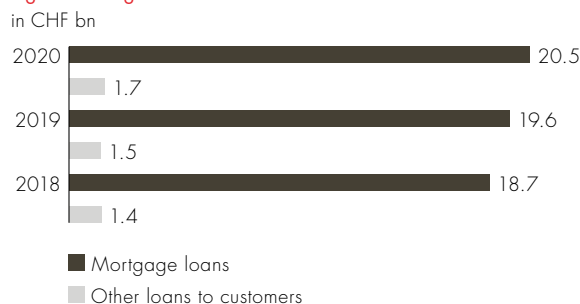 in CHF bn
2020 20.5
1.7
2019 19.6
1.5
2018 18.7
1.4
Mortgage loans
Other loans to customers